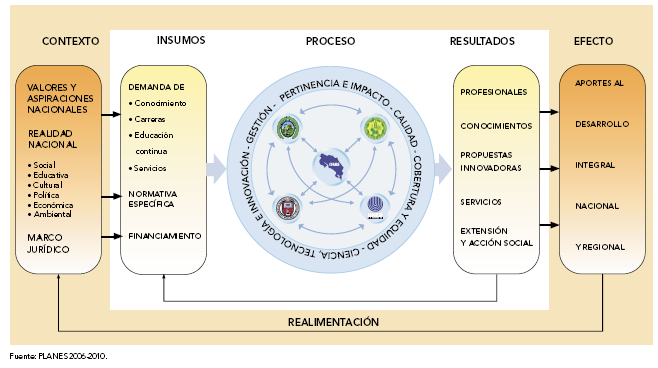 CONTEXTO
INSUMOS
PROCESO
RESULTADOS
EFECTO
VALORES Y
ASPIRACIONES
NACIONALES
REALIDAD
NACIONAL
• Social
• Educativa
• Cultural
• Política
• Económica
• Ambiental
MARCO
JURÍDICO
DEMANDA DE
• Conocimiento
• Carreras
• Educación
continua
• Servicios
NORMATIVA
ESPECÍFICA
FINANCIAMIENTO
PERTINENCIA E IMPACTO - CALIDAD - COBERTURA Y EQUIDAD - CIENCIA, TECNOLOGÍA E INNOVACIÓN - GESTIÓN -
PROFESIONALES
CONOCIMIENTOS
PROPUESTAS
INNOVADORAS
SERVICIOS
EXTENSIÓN
Y ACCIÓN SOCIAL
APORTES AL
DESARROLLO
INTEGRAL
NACIONAL
Y REGIONAL
REALIMENTACIÓN
Fuente: PLANES 2006-2010.